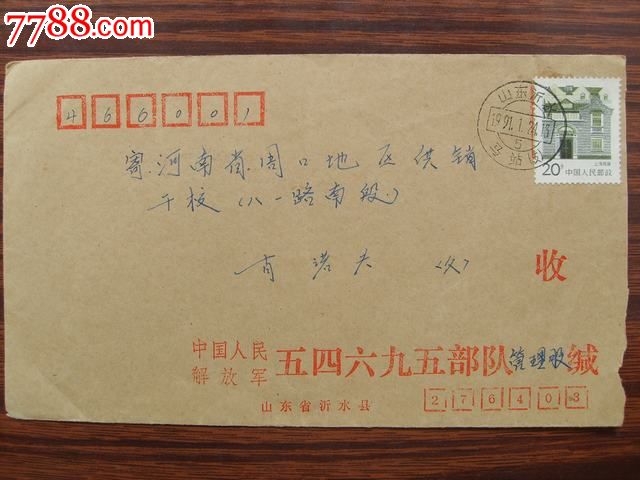 7788.com
466001
山东沂水
1991.1.24.15
5
上海民居
20分 中国人民邮政
寄:河南省周口地区供销
干校(八一路南段)
肖诺夫 (父) 收
中国人民
解放军 五四六九五部队管理股缄
山东省沂水县
276403